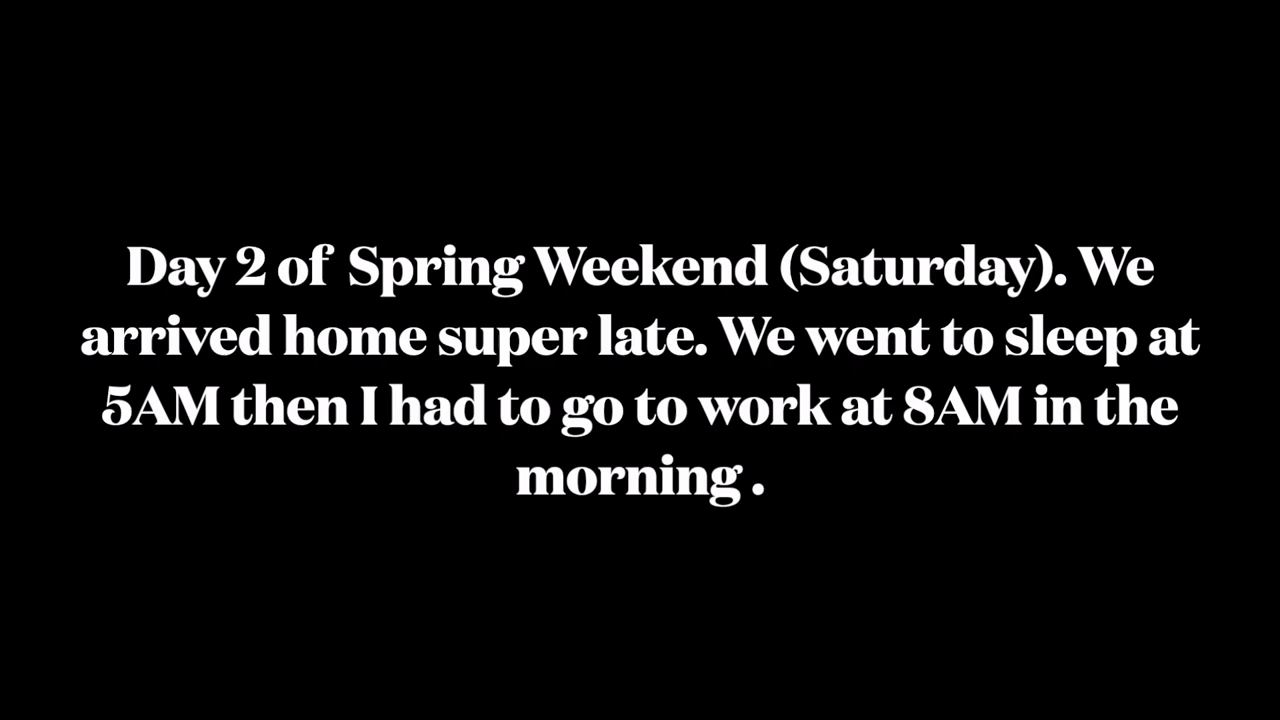 Day 2 of  Spring Weekend (Saturday). We
arrived home super late. We went to sleep at
5AM then I had to go to work at 8AM in the
morning .